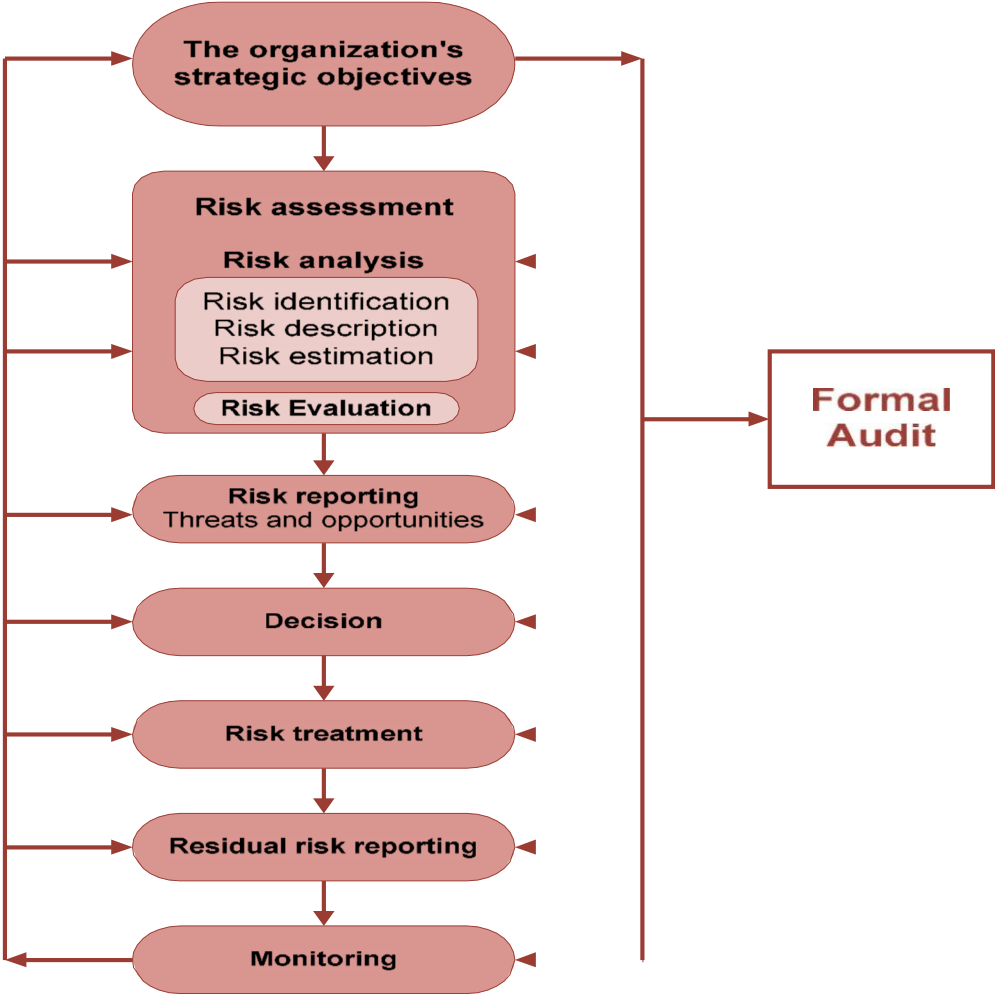 The organization's
strategic objectives
Risk assessment
Risk analysis
Risk identification
Risk description
Risk estimation
Risk Evaluation
Risk reporting
Threats and opportunities
Decision
Risk treatment
Residual risk reporting
Monitoring
Formal
Audit